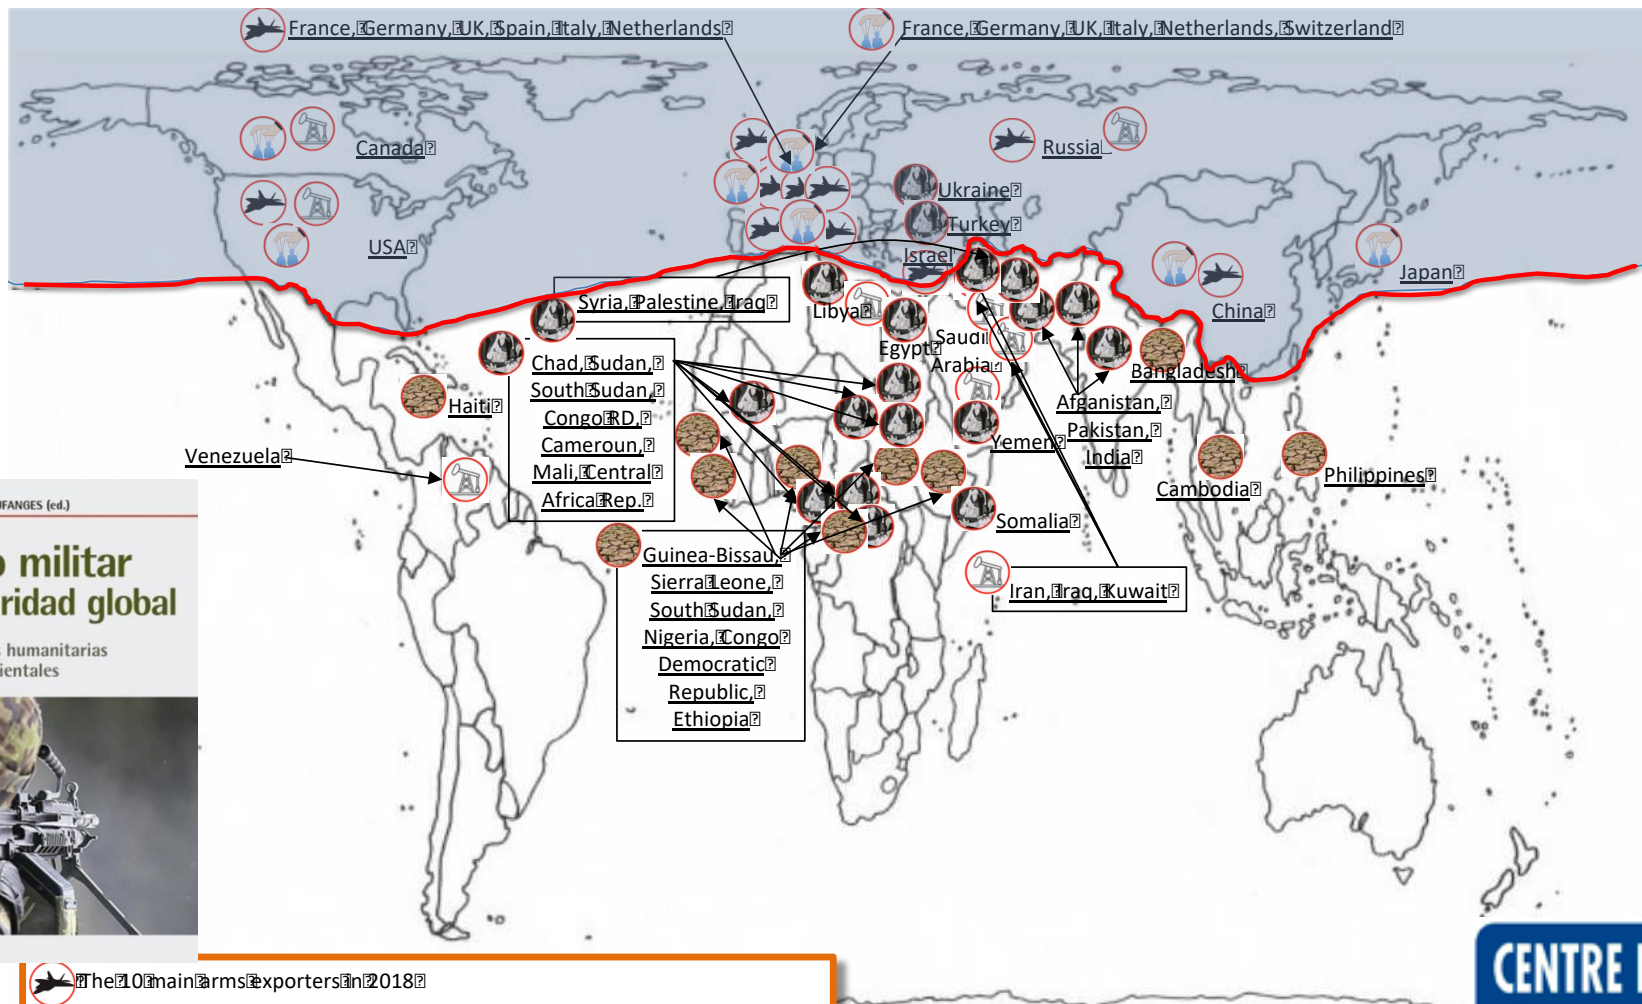 France, Germany, UK, Spain, Italy, Netherlands
France, Germany, UK, Italy, Netherlands, Switzerland
Canada
Russia
Ukraine
Turkey
USA
Israel
Japan
Syria, Palestine, Iraq
Libya
China
Egypt
Saudi
Arabia
Chad, Sudan,
South Sudan,
Congo RD,
Cameroun,
Mali, Central
Africa Rep.
Bangladesh
Haiti
Afganistan,
Pakistan,
India
Yemen
Venezuela
Cambodia
Philippines
Somalia
Guinea-Bissau,
Sierra Leone,
South Sudan,
Nigeria, Congo
Democratic
Republic,
Ethiopia
Iran, Iraq, Kuwait
UFANGES (ed.)
o militar
ridad global
s humanitarias
ientales
The 10 main arms exporters in 2018
CENTRE